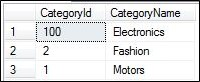 CategoryId CategoryName
1 100 Electronics
2 2 Fashion
3 1 Motors